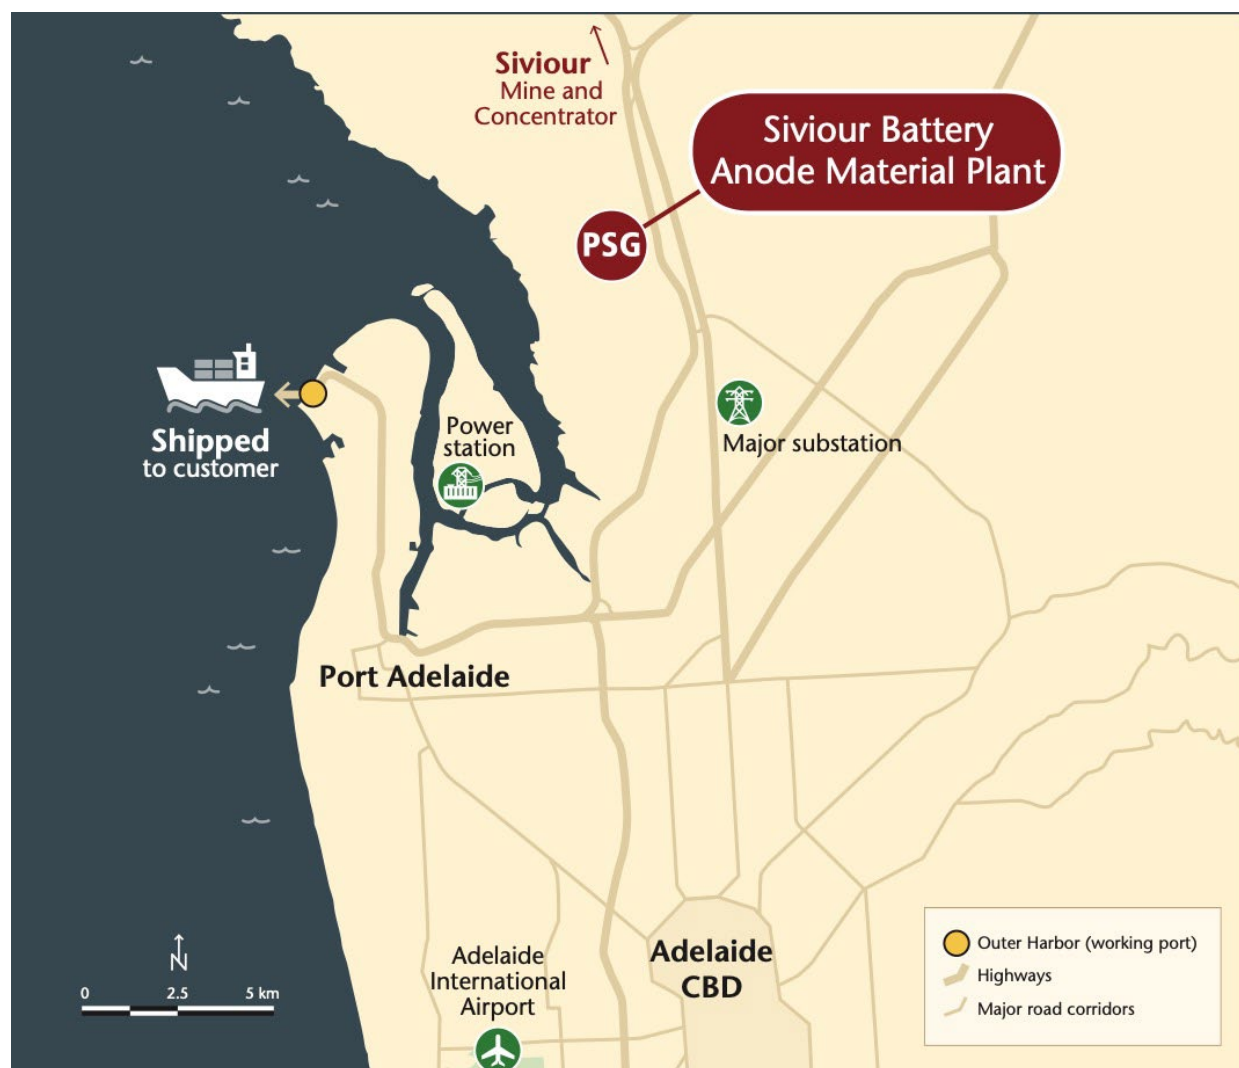 Siviour
Mine and
Concentrator
Siviour Battery
Anode Material Plant
PSG
Shipped
to customer
Power
station
Major substation
Port Adelaide
Adelaide
International
Airport
Adelaide
CBD
N
0 2.5 5 km
Outer Harbor (working port)
Highways
Major road corridors